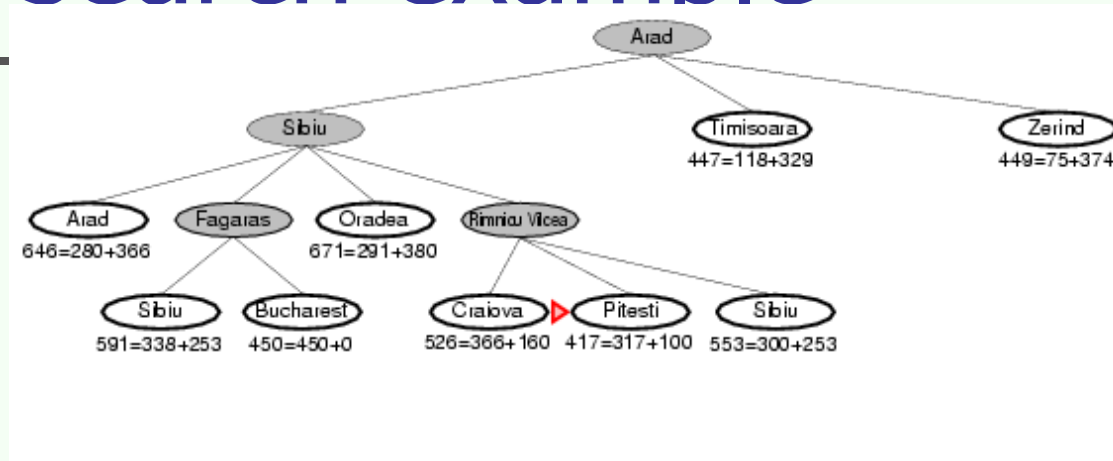 search example
Arad
Sibiu
Timisoara
Zerind
447=118+329
449=75+374
Arad
Fagaras
Oradea
Rimnicu Vilcea
646=280+366
671=291+380
Sibiu
Bucharest
Craiova
Pitesti
Sibiu
591=338+253
450=450+0
526=366+160
417=317+100
553=300+253